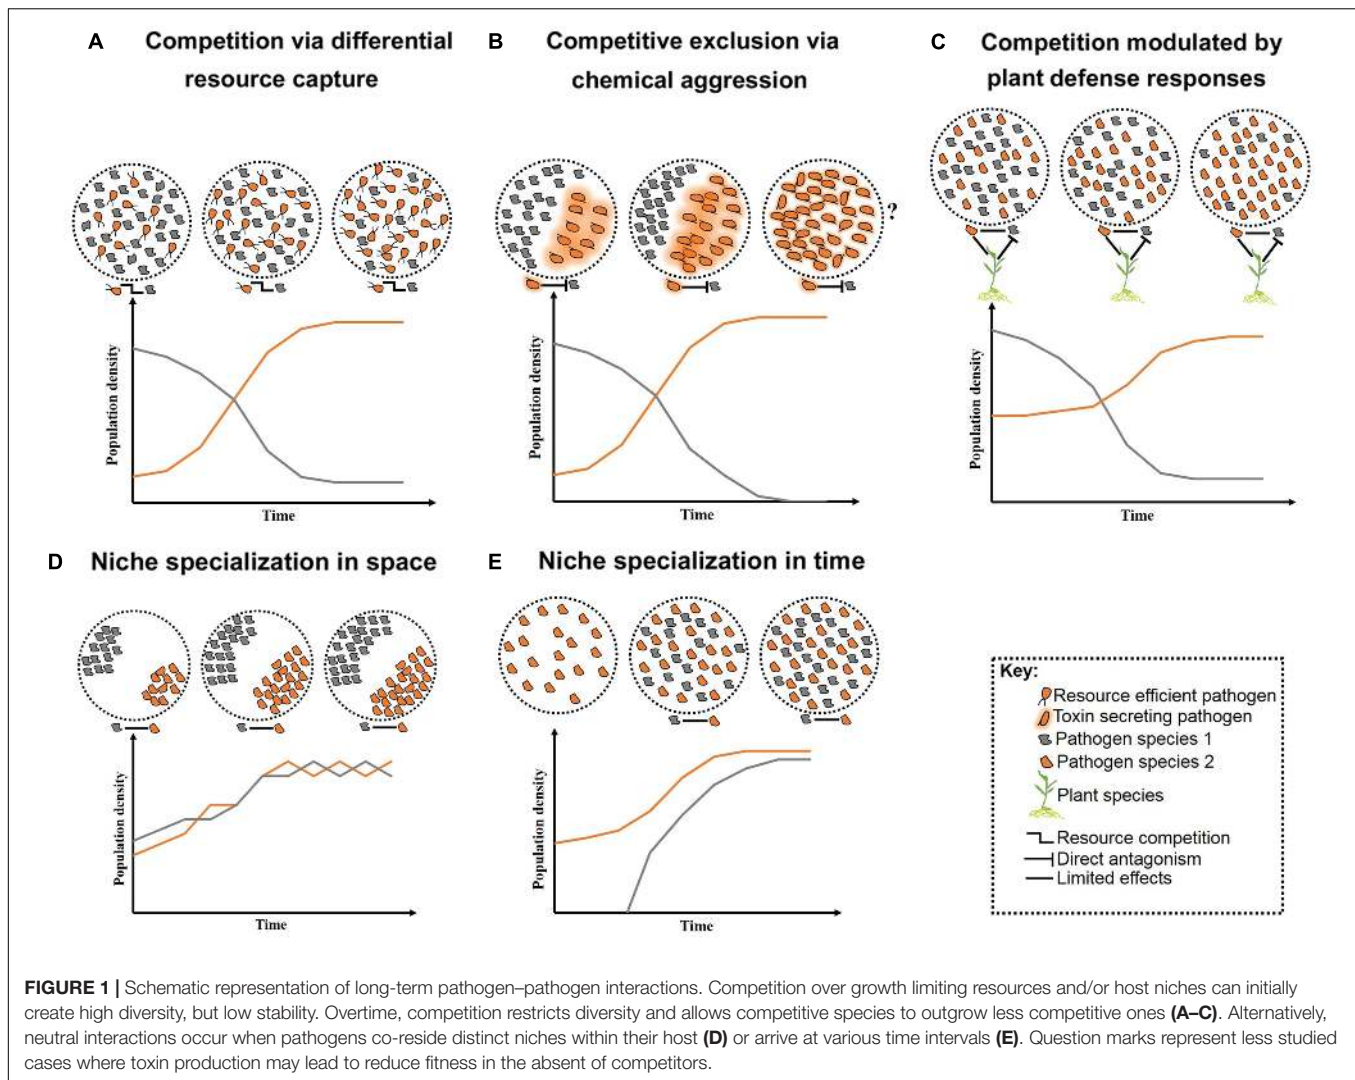 A Competition via differential
resource capture
B Competitive exclusion via
chemical aggression
C Competition modulated by
plant defense responses
?
Population density
Time
Population density
Time
Population density
Time
D Niche specialization in space
E Niche specialization in time
Population density
Time
Population density
Time
Key:
Resource efficient pathogen
Toxin secreting pathogen
Pathogen species 1
Pathogen species 2
Plant species
Resource competition
Direct antagonism
Limited effects
FIGURE 1 | Schematic representation of long-term pathogen–pathogen interactions. Competition over growth limiting resources and/or host niches can initially
create high diversity, but low stability. Overtime, competition restricts diversity and allows competitive species to outgrow less competitive ones (A–C). Alternatively,
neutral interactions occur when pathogens co-reside distinct niches within their host (D) or arrive at various time intervals (E). Question marks represent less studied
cases where toxin production may lead to reduce fitness in the absent of competitors.